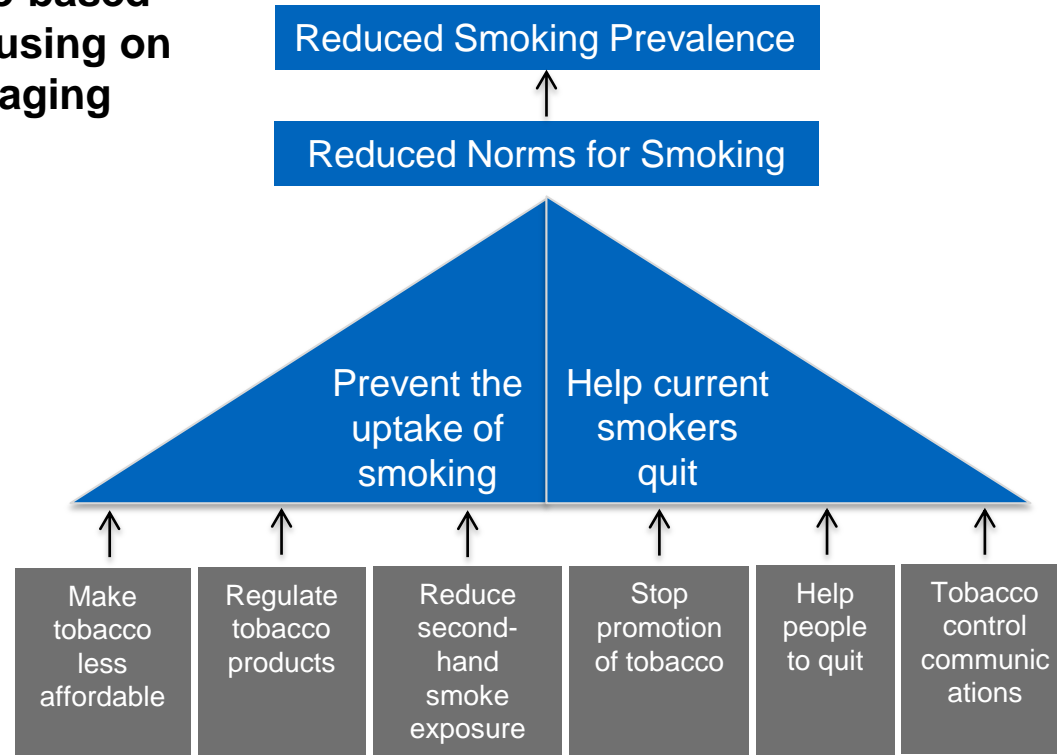 based
using on
aging
Reduced Smoking Prevalence
Reduced Norms for Smoking
Prevent the
uptake of
smoking
Help current
smokers
quit
Make
tobacco
less
affordable
Regulate
tobacco
products
Reduce
second-
hand
smoke
exposure
Stop
promotion
of tobacco
Help
people
to quit
Tobacco
control
communic
ations